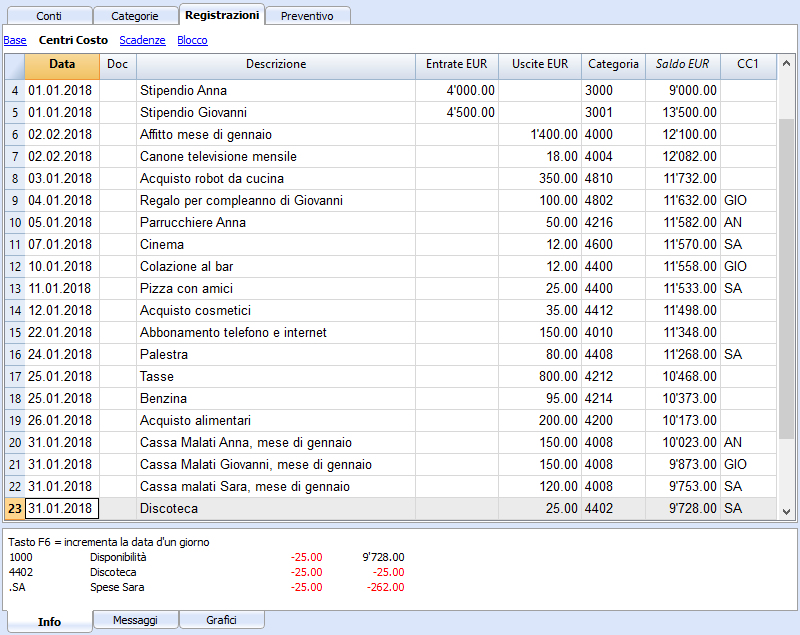 Conti Categorie Registrazioni Preventivo
Base Centri Costo Scadenze Blocco
Data Doc Descrizione Entrate EUR Uscite EUR Categoria Saldo EUR CC1
4 01.01.2018 Stipendio Anna 4'000.00 3000 9'000.00
5 01.01.2018 Stipendio Giovanni 4'500.00 3001 13'500.00
6 02.02.2018 Affitto mese di gennaio 1'400.00 4000 12'100.00
7 02.02.2018 Canone televisione mensile 18.00 4004 12'082.00
8 03.01.2018 Acquisto robot da cucina 350.00 4810 11'732.00
9 04.01.2018 Regalo per compleanno di Giovanni 100.00 4802 11'632.00 GIO
10 05.01.2018 Parrucchiere Anna 50.00 4216 11'582.00 AN
11 07.01.2018 Cinema 12.00 4600 11'570.00 SA
12 10.01.2018 Colazione al bar 12.00 4400 11'558.00 GIO
13 11.01.2018 Pizza con amici 25.00 4400 11'533.00 SA
14 12.01.2018 Acquisto cosmetici 35.00 4412 11'498.00
15 22.01.2018 Abbonamento telefono e internet 150.00 4010 11'348.00
16 24.01.2018 Palestra 80.00 4408 11'268.00 SA
17 25.01.2018 Tasse 800.00 4212 10'468.00
18 25.01.2018 Benzina 95.00 4214 10'373.00
19 26.01.2018 Acquisto alimentari 200.00 4200 10'173.00
20 31.01.2018 Cassa Malati Anna, mese di gennaio 150.00 4008 10'023.00 AN
21 31.01.2018 Cassa Malati Giovanni, mese di gennaio 150.00 4008 9'873.00 GIO
22 31.01.2018 Cassa malati Sara, mese di gennaio 120.00 4008 9'753.00 SA
23 31.01.2018 Discoteca 25.00 4402 9'728.00 SA
Tasto F6 = incrementa la data d'un giorno
1000 Disponibilità -25.00 9'728.00
4402 Discoteca -25.00 -25.00
.SA Spese Sara -25.00 -262.00
Info Messaggi Grafici